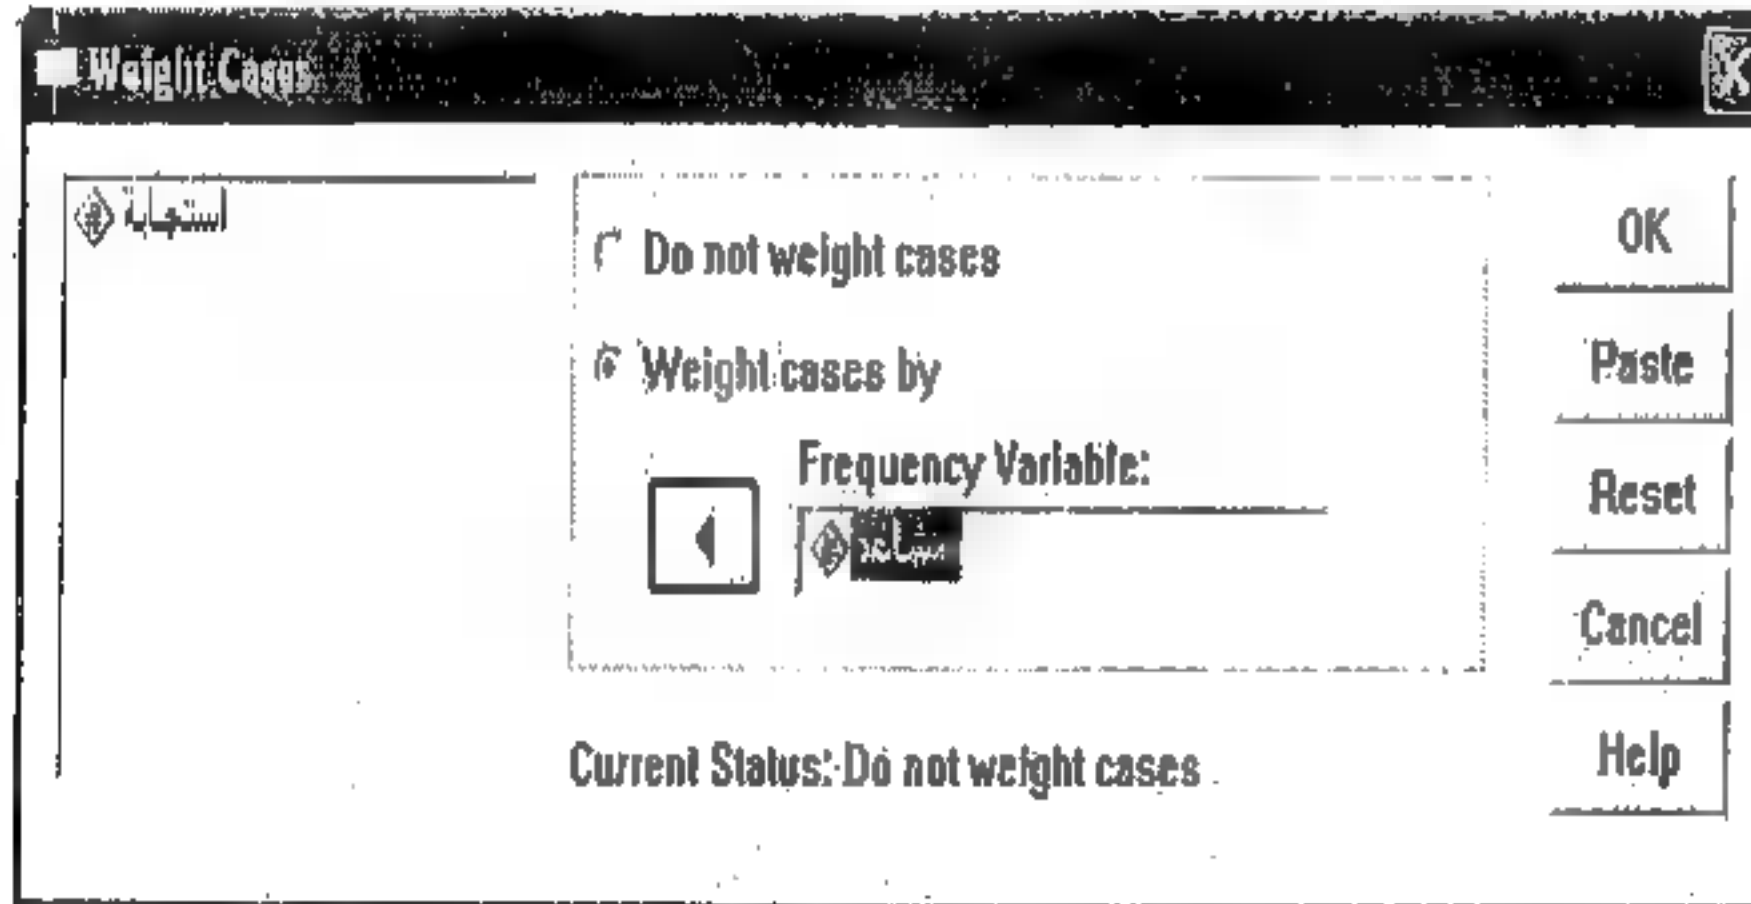 Weight Cases
استجابة
Do not weight cases
Weight cases by
Frequency Variable:
Current Status: Do not weight cases
OK
Paste
Reset
Cancel
Help